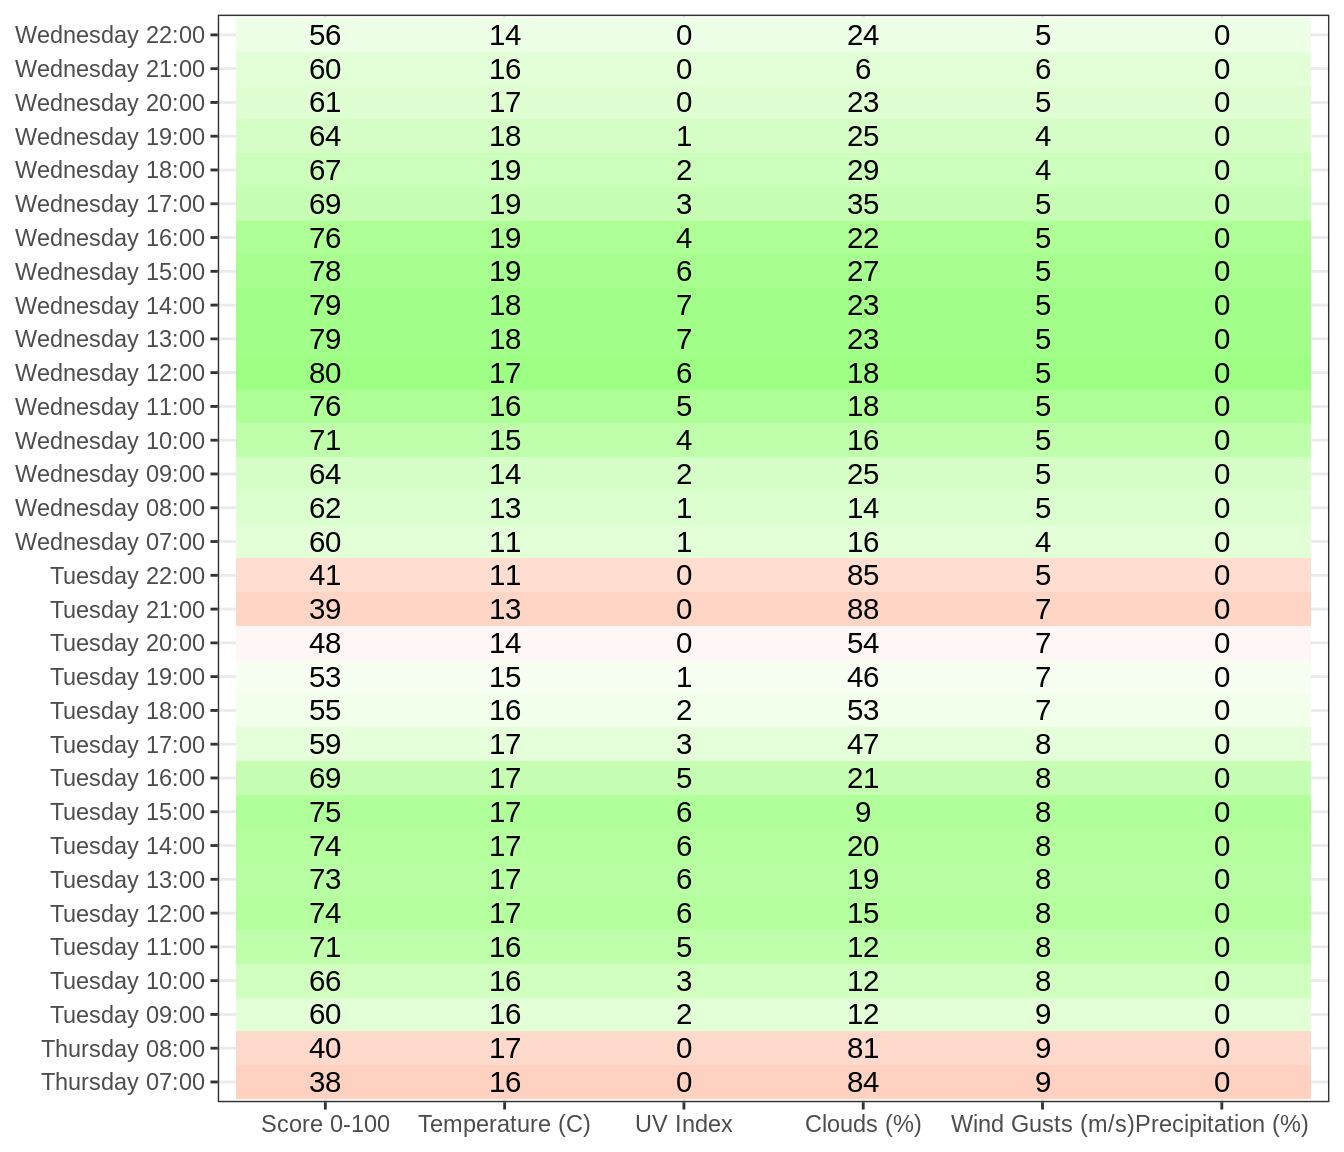 Wednesday 22:00 56 14 0 24 5 0
Wednesday 21:00 60 16 0 6 6 0
Wednesday 20:00 61 17 0 23 5 0
Wednesday 19:00 64 18 1 25 4 0
Wednesday 18:00 67 19 2 29 4 0
Wednesday 17:00 69 19 3 35 5 0
Wednesday 16:00 76 19 4 22 5 0
Wednesday 15:00 78 19 6 27 5 0
Wednesday 14:00 79 18 7 23 5 0
Wednesday 13:00 79 18 7 23 5 0
Wednesday 12:00 80 17 6 18 5 0
Wednesday 11:00 76 16 5 18 5 0
Wednesday 10:00 71 15 4 16 5 0
Wednesday 09:00 64 14 2 25 5 0
Wednesday 08:00 62 13 1 14 5 0
Wednesday 07:00 60 11 1 16 4 0
Tuesday 22:00 41 11 0 85 5 0
Tuesday 21:00 39 13 0 88 7 0
Tuesday 20:00 48 14 0 54 7 0
Tuesday 19:00 53 15 1 46 7 0
Tuesday 18:00 55 16 2 53 7 0
Tuesday 17:00 59 17 3 47 8 0
Tuesday 16:00 69 17 5 21 8 0
Tuesday 15:00 75 17 6 9 8 0
Tuesday 14:00 74 17 6 20 8 0
Tuesday 13:00 73 17 6 19 8 0
Tuesday 12:00 74 17 6 15 8 0
Tuesday 11:00 71 16 5 12 8 0
Tuesday 10:00 66 16 3 12 8 0
Tuesday 09:00 60 16 2 12 9 0
Thursday 08:00 40 17 0 81 9 0
Thursday 07:00 38 16 0 84 9 0
Score 0-100 Temperature (C) UV Index Clouds (%) Wind Gusts (m/s) Precipitation (%)